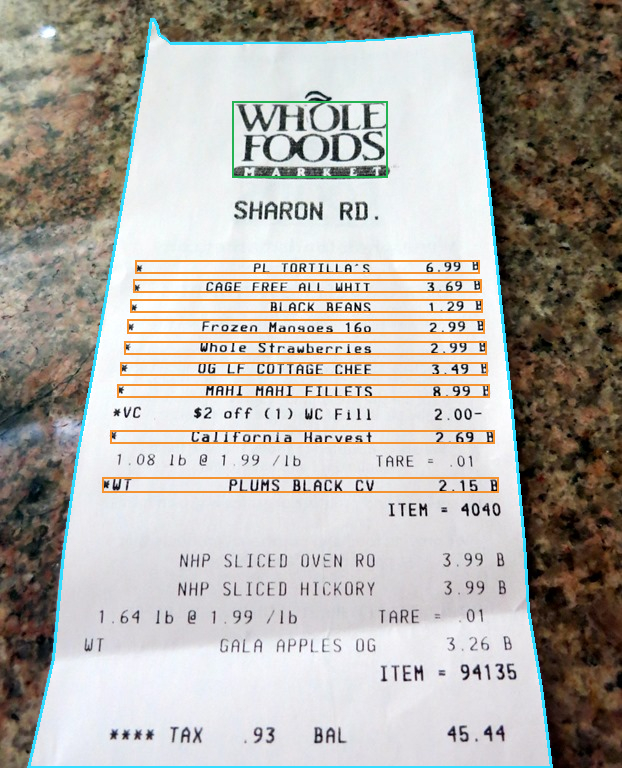 WHOLE
FOODS
MARKET
SHARON RD.
* PL TORTILLA'S 6.99 B
* CAGE FREE ALL WHIT 3.69 B
* BLACK BEANS 1.29 B
* Frozen Mangoes 16o 2.99 B
* Whole Strawberries 2.99 B
* OG LF COTTAGE CHEE 3.49 B
* MAHI MAHI FILLETS 8.99 B
*VC $2 off (1) WC Fill 2.00-
* California Harvest 2.69 B
1.08 lb @ 1.99 /lb TARE = .01
*WT PLUMS BLACK CV 2.15 B
ITEM = 4040
NHP SLICED OVEN RO 3.99 B
NHP SLICED HICKORY 3.99 B
1.64 lb @ 1.99 /lb TARE = .01
WT GALA APPLES OG 3.26 B
ITEM = 94135
**** TAX .93 BAL 45.44